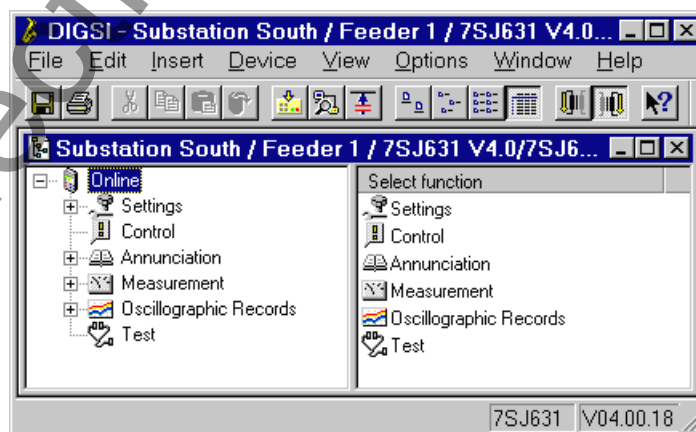 DIGSI - Substation South / Feeder 1 / 7SJ631 V4.0...
File Edit Insert Device View Options Window Help
Substation South / Feeder 1 / 7SJ631 V4.0/7SJ6...
Online
Settings
Control
Annunciation
Measurement
Oscillographic Records
Test
Select function
Settings
Control
Annunciation
Measurement
Oscillographic Records
Test
7SJ631 V04.00.18